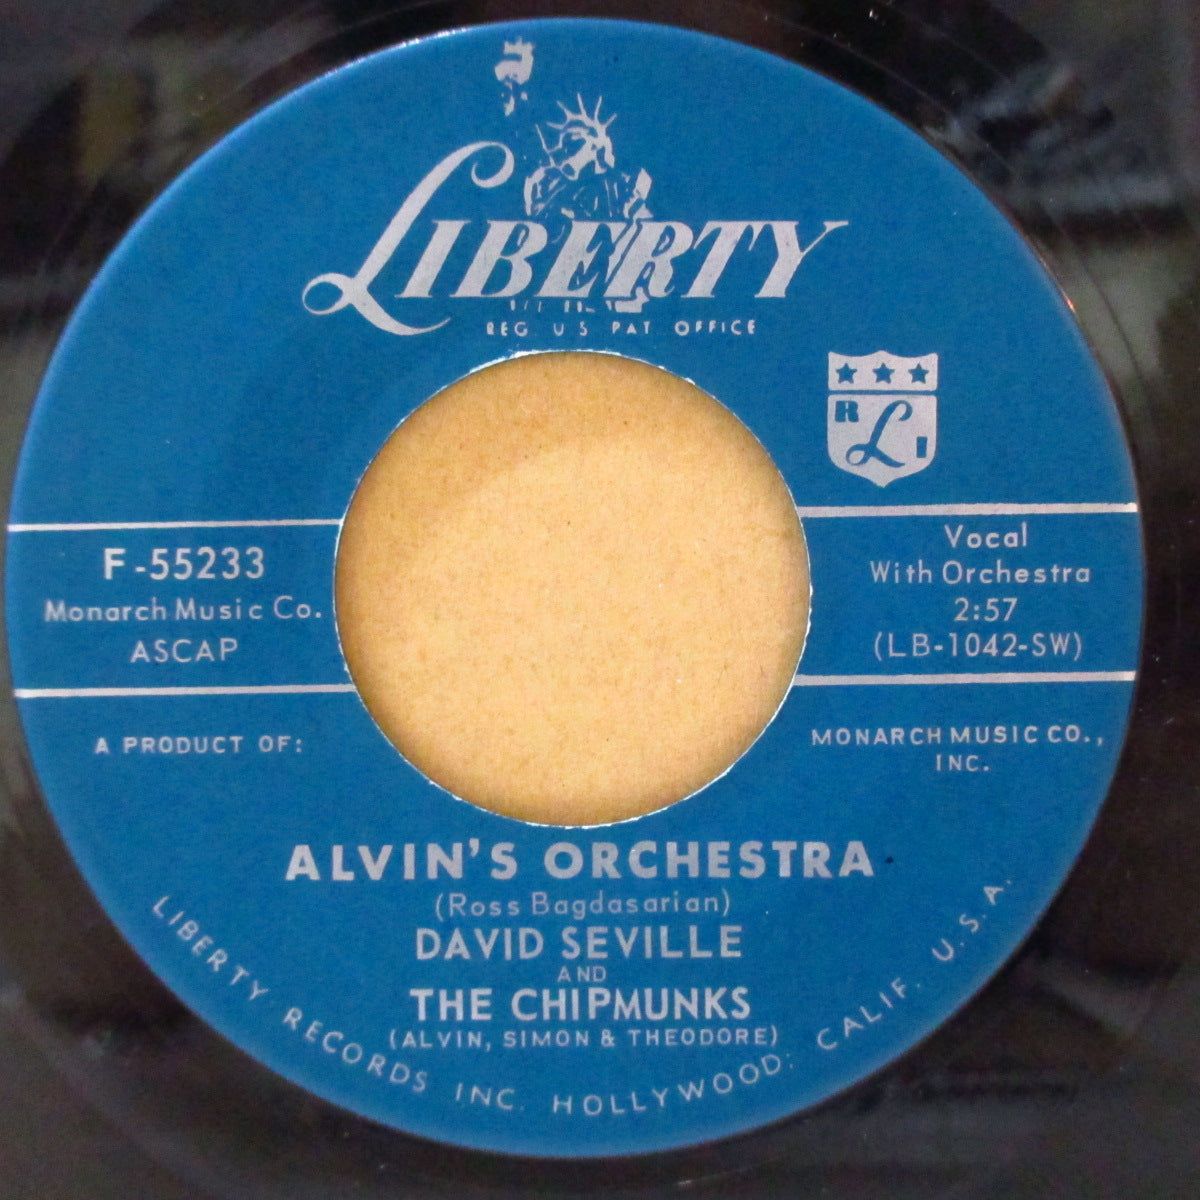 LIBERTY
REG. U S PAT OFFICE
R L I
F-55233
Monarch Music Co.
ASCAP
Vocal
With Orchestra
2:57
(LB-1042-SW)
A PRODUCT OF:
MONARCH MUSIC CO.,
INC.
ALVIN'S ORCHESTRA
(Ross Bagdasarian)
DAVID SEVILLE
AND
THE CHIPMUNKS
(ALVIN, SIMON & THEODORE)
LIBERTY RECORDS INC. HOLLYWOOD: CALIF. U.S.A.